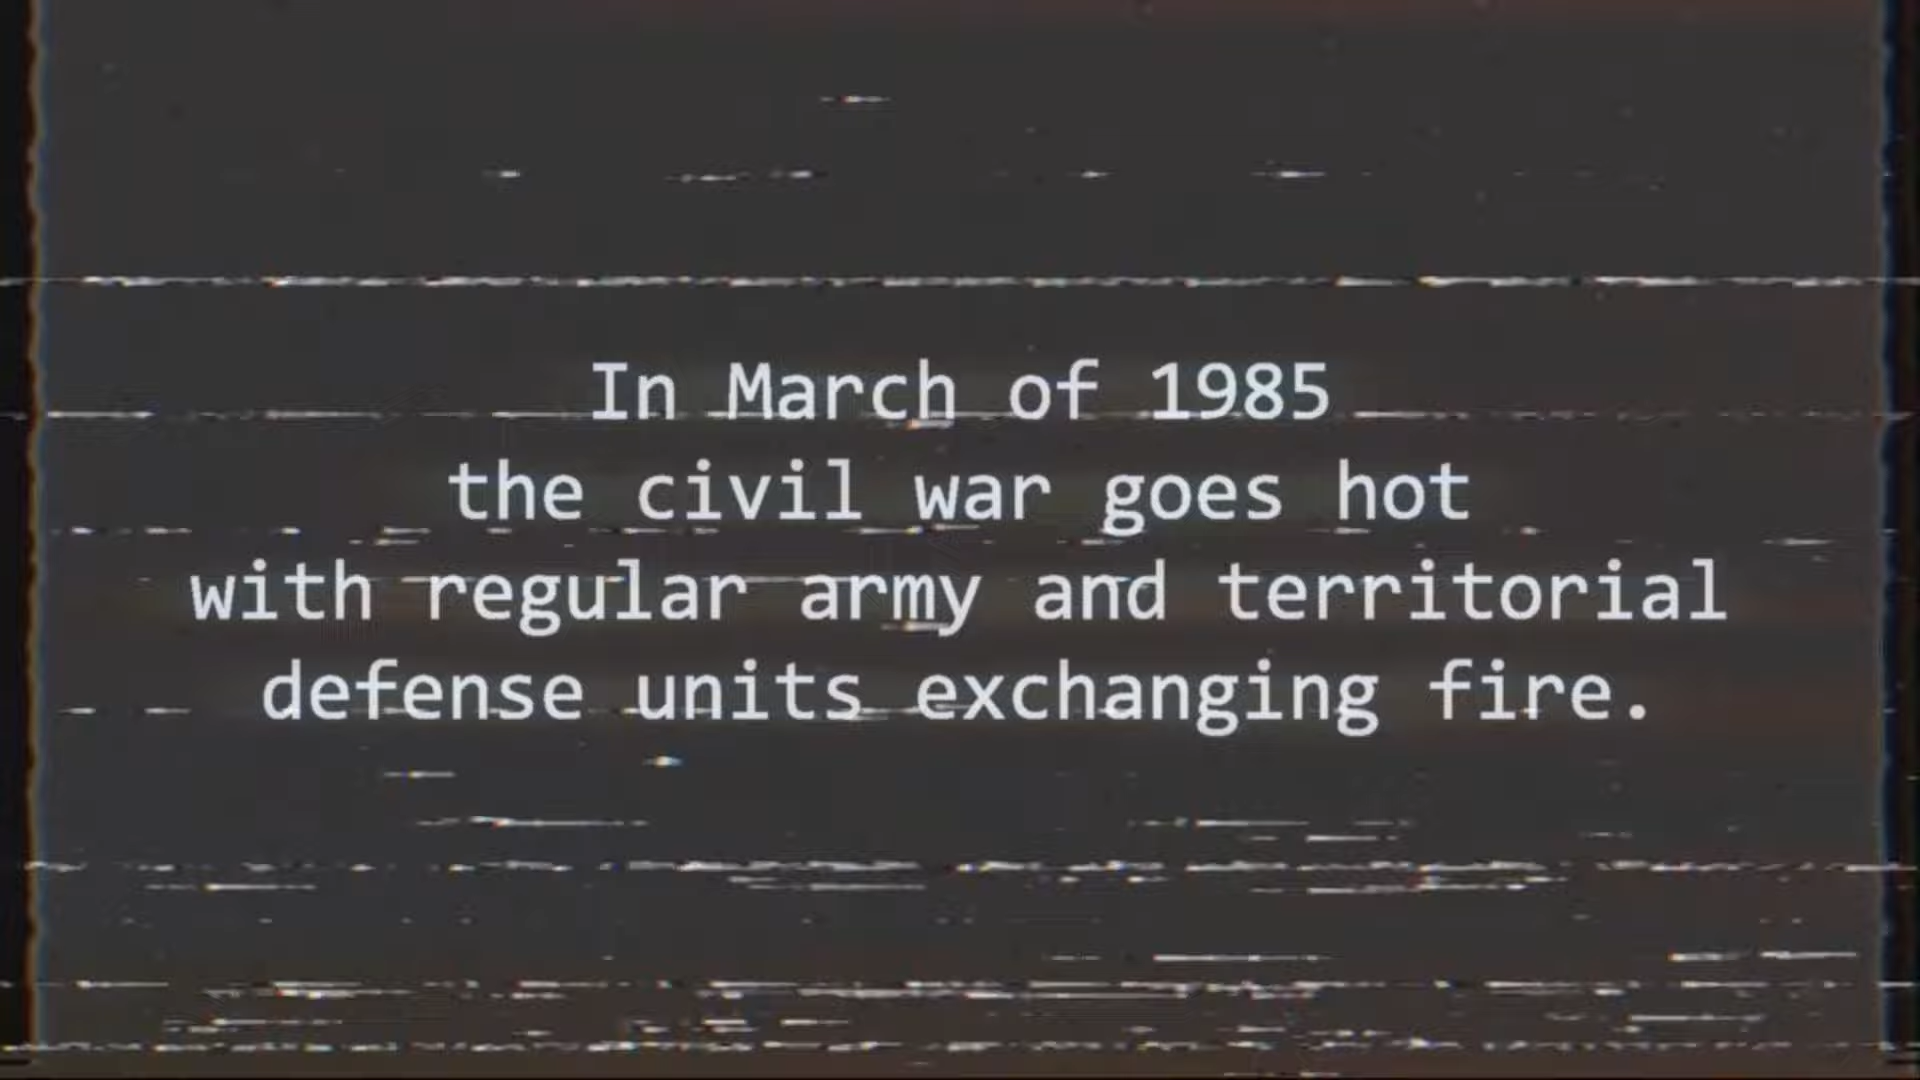 In March of 1985
the civil war goes hot
with regular army and territorial
defense units exchanging fire.